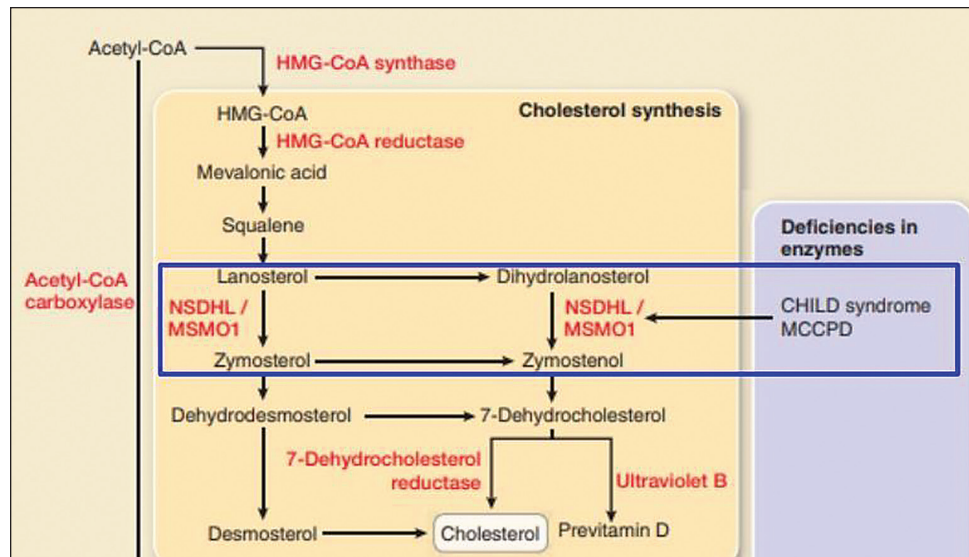 Acetyl-CoA
HMG-CoA synthase
HMG-CoA
Cholesterol synthesis
HMG-CoA reductase
Mevalonic acid
Squalene
Deficiencies in
enzymes
Acetyl-CoA
carboxylase
Lanosterol
Dihydrolanosterol
NSDHL /
MSMO1
NSDHL /
MSMO1
CHILD syndrome
MCCPD
Zymosterol
Zymostenol
Dehydrodesmosterol
7-Dehydrocholesterol
7-Dehydrocholesterol
reductase
Ultraviolet B
Desmosterol
Cholesterol
Previtamin D